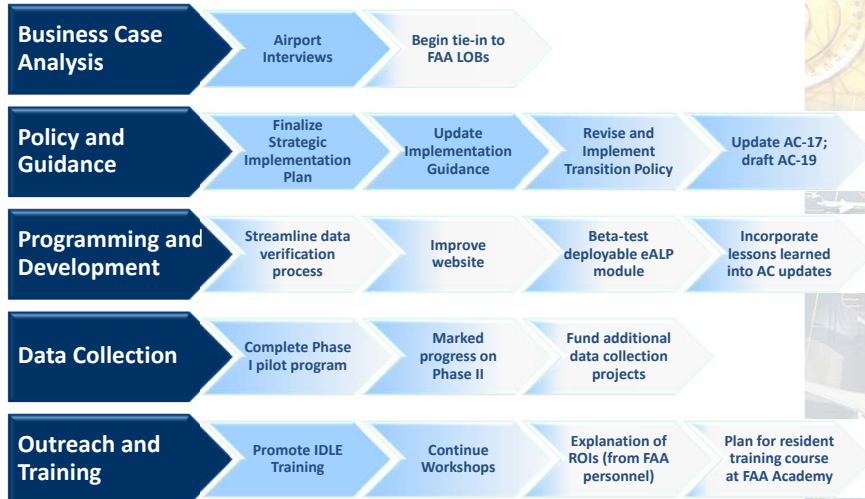 Business Case
Analysis
Airport
Interviews
Begin tie-in to
FAA LOBs
Policy and
Guidance
Finalize
Strategic
Implementation
Plan
Update
Implementation
Guidance
Revise and
Implement
Transition Policy
Update AC-17;
draft AC-19
Programming and
Development
Streamline data
verification
process
Improve
website
Beta-test
deployable eALP
module
Incorporate
lessons learned
into AC updates
Data Collection
Complete Phase
I pilot program
Marked
progress on
Phase II
Fund additional
data collection
projects
Outreach and
Training
Promote IDLE
Training
Continue
Workshops
Explanation of
ROIs (from FAA
personnel)
Plan for resident
training course
at FAA Academy